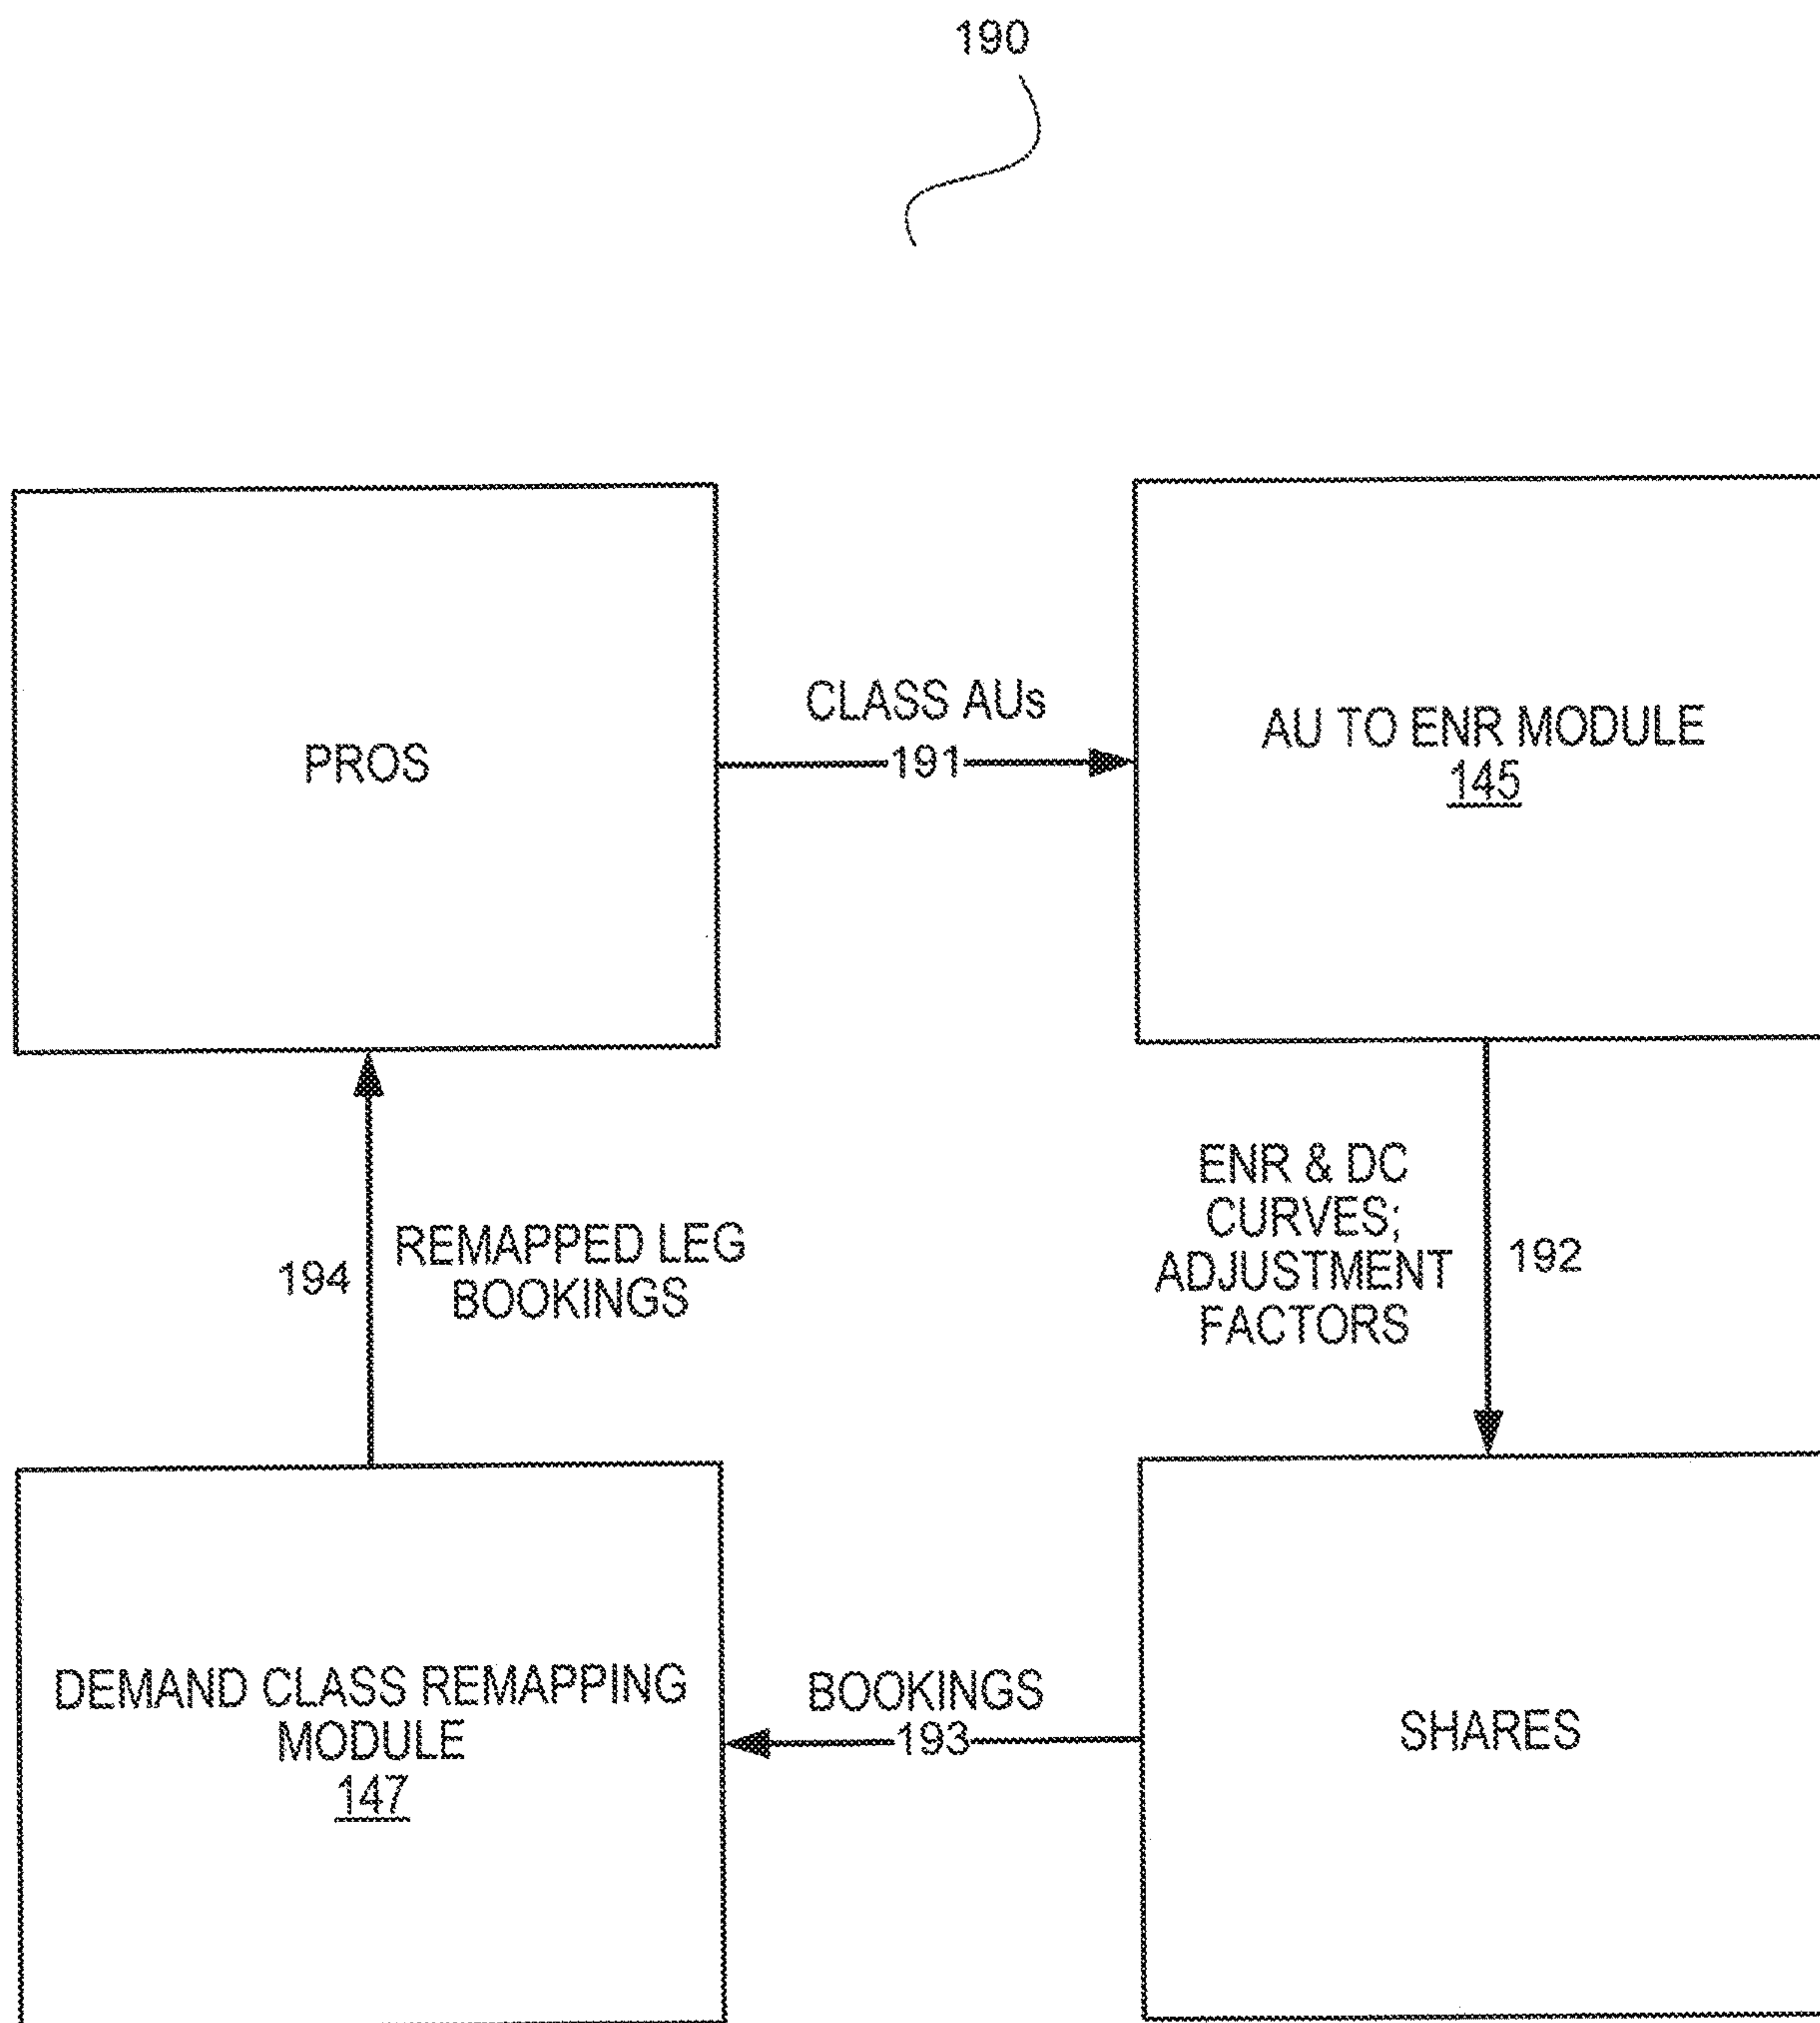 190
PROS
CLASS AUs
191
AU TO ENR MODULE
145
194
REMAPPED LEG
BOOKINGS
ENR & DC
CURVES;
ADJUSTMENT
FACTORS
192
DEMAND CLASS REMAPPING
MODULE
147
BOOKINGS
193
SHARES